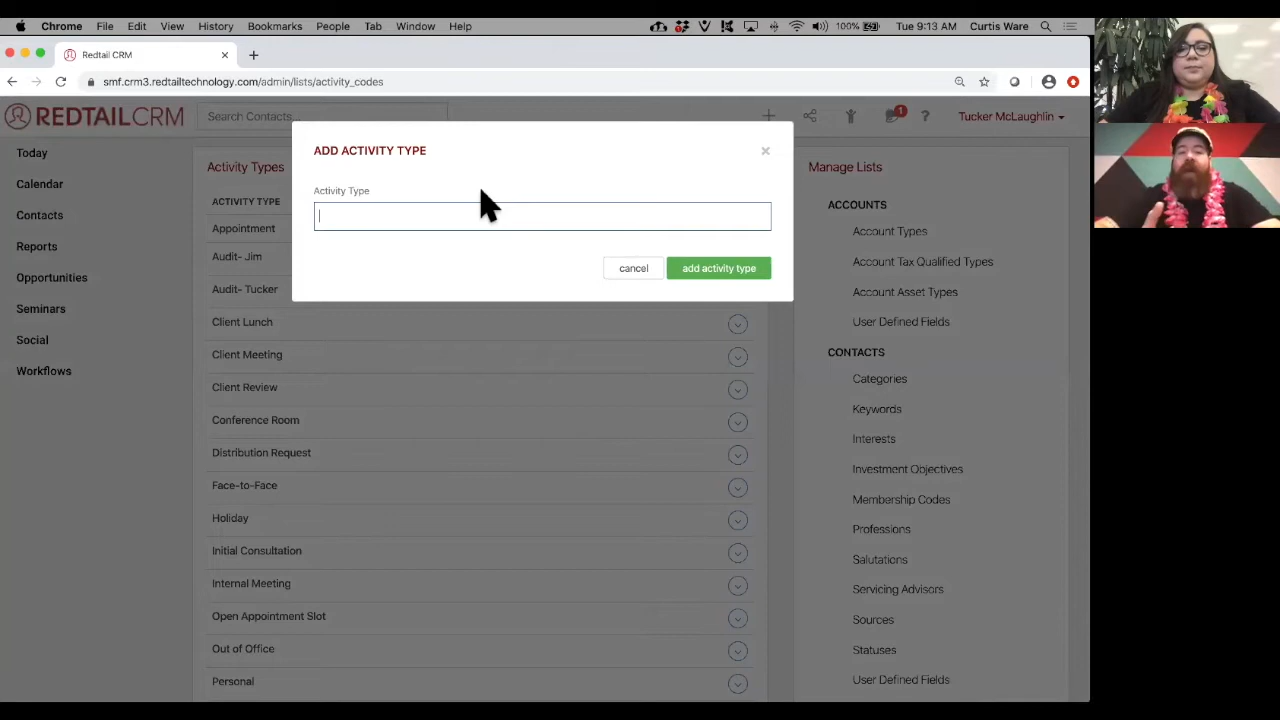 Chrome File Edit View History Bookmarks People Tab Window Help 100% Tue 9:13 AM Curtis Ware
Redtail CRM
smf.crm3.redtailtechnology.com/admin/lists/activity_codes
REDTAILCRM
Search Contacts...
1
?
Tucker McLaughlin
Today
Calendar
Contacts
Reports
Opportunities
Seminars
Social
Workflows
Activity Types
ACTIVITY TYPE
Appointment
Audit- Jim
Audit- Tucker
Client Lunch
Client Meeting
Client Review
Conference Room
Distribution Request
Face-to-Face
Holiday
Initial Consultation
Internal Meeting
Open Appointment Slot
Out of Office
Personal
ADD ACTIVITY TYPE
Activity Type
cancel
add activity type
Manage Lists
ACCOUNTS
Account Types
Account Tax Qualified Types
Account Asset Types
User Defined Fields
CONTACTS
Categories
Keywords
Interests
Investment Objectives
Membership Codes
Professions
Salutations
Servicing Advisors
Sources
Statuses
User Defined Fields